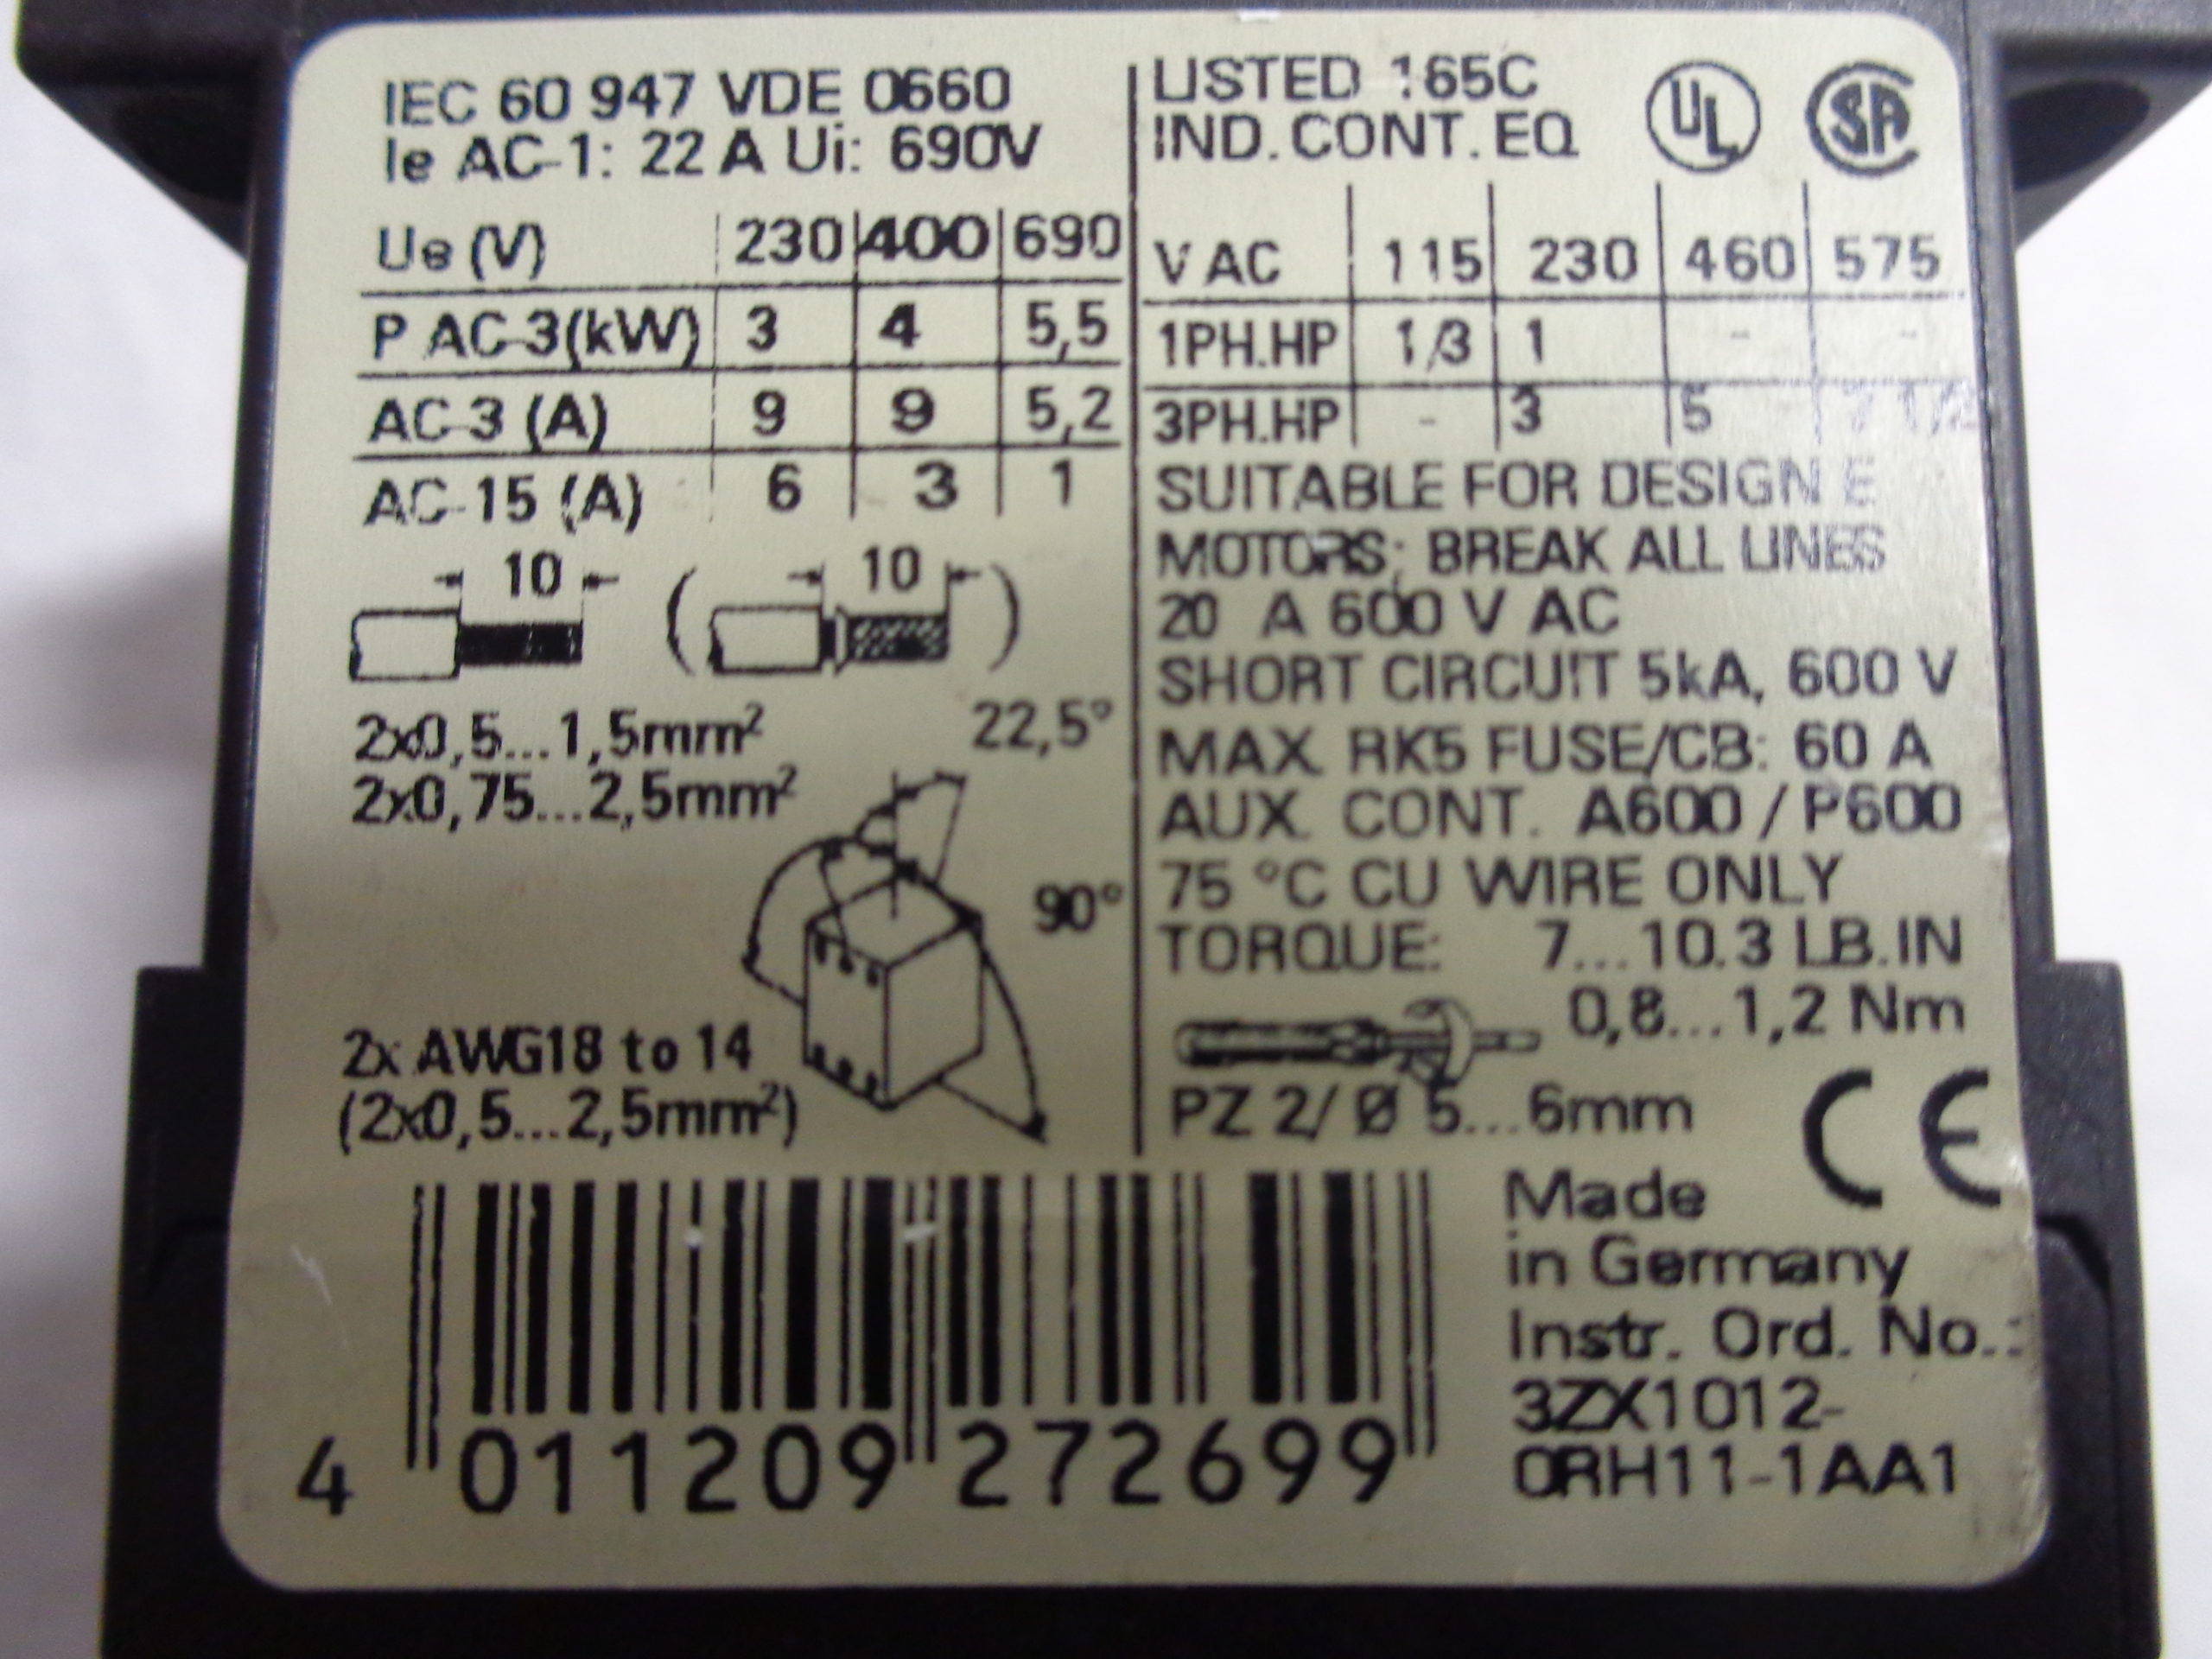 IEC 60 947 VDE 0660
Ie AC-1: 22 A Ui: 690V
Ue (V) 230 400 690
P AC-3(kW) 3 4 5,5
AC-3 (A) 9 9 5,2
AC-15 (A) 6 3 1
10 ( 10 )
2x0,5...1,5mm²
2x0,75...2,5mm²
22,5°
90°
2x AWG18 to 14
(2x0,5...2,5mm²)
LISTED 165C
IND. CONT. EQ
UL
SA
V AC 115 230 460 575
1PH.HP 1/3 1 - -
3PH.HP - 3 5 7 1/2
SUITABLE FOR DESIGN E
MOTORS; BREAK ALL LINES
20 A 600 V AC
SHORT CIRCUIT 5kA, 600 V
MAX. RK5 FUSE/CB: 60 A
AUX. CONT. A600 / P600
75 °C CU WIRE ONLY
TORQUE: 7...10.3 LB.IN
0,8...1,2 Nm
PZ 2/ Ø 5...6mm
CE
4 011209 272699
Made
in Germany
Instr. Ord. No.:
3ZX1012-
0RH11-1AA1